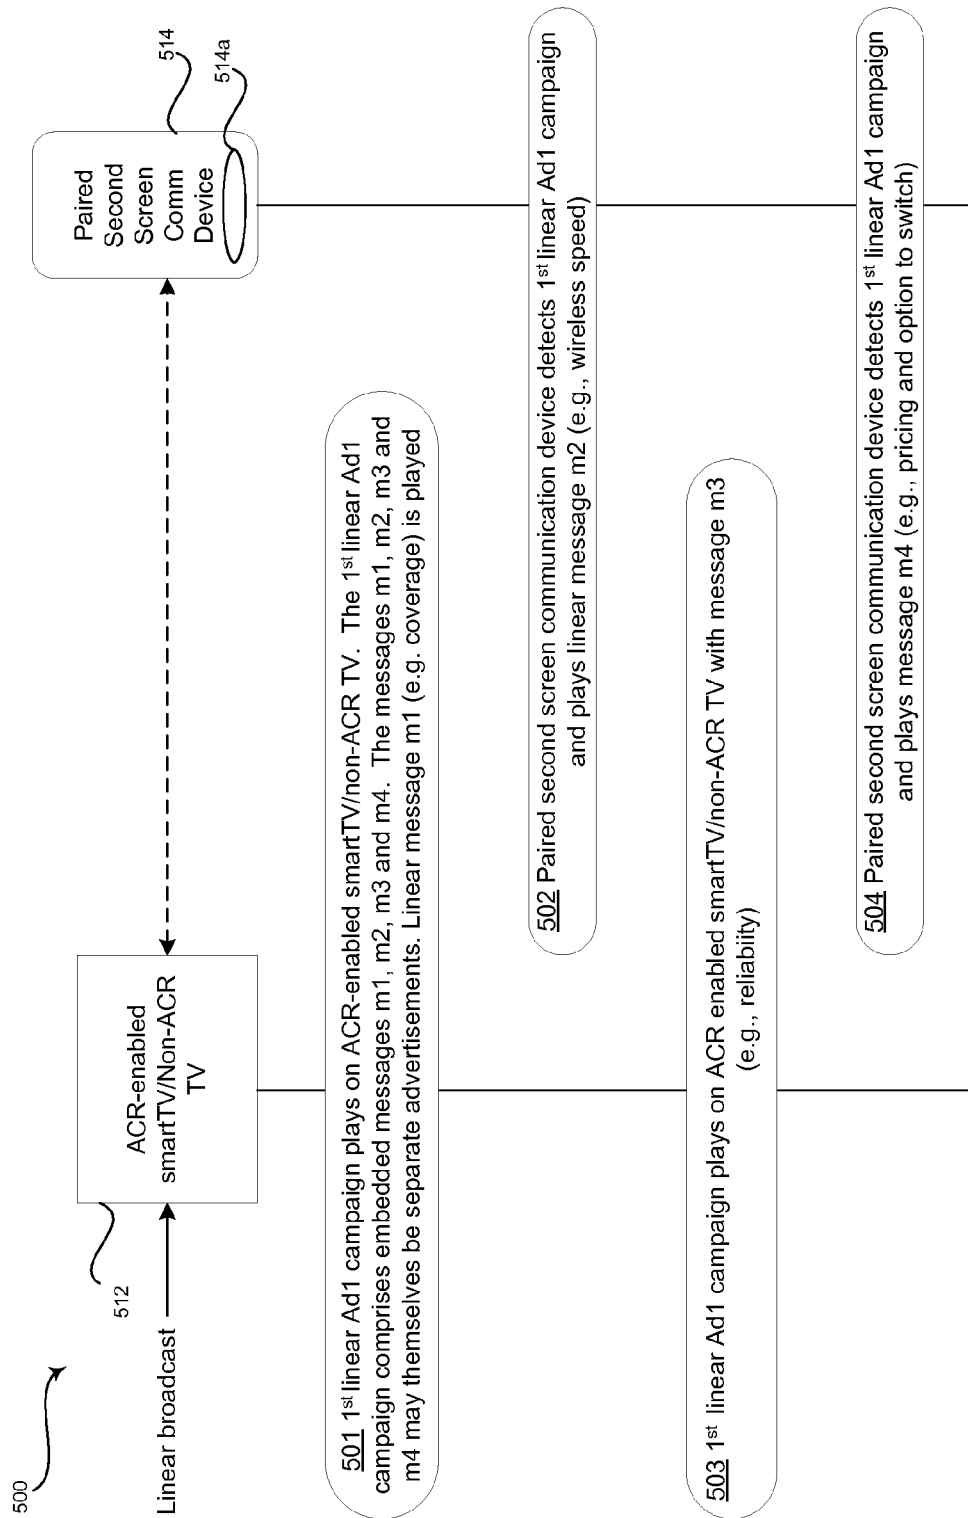 500
Linear broadcast
512
ACR-enabled
smartTV/Non-ACR
TV
Paired
Second
Screen
Comm
Device
514
514a
501 1st linear Ad1 campaign plays on ACR-enabled smartTV/non-ACR TV. The 1st linear Ad1
campaign comprises embedded messages m1, m2, m3 and m4. The messages m1, m2, m3 and
m4 may themselves be separate advertisements. Linear message m1 (e.g. coverage) is played
502 Paired second screen communication device detects 1st linear Ad1 campaign
and plays linear message m2 (e.g., wireless speed)
503 1st linear Ad1 campaign plays on ACR enabled smartTV/non-ACR TV with message m3
(e.g., reliabiity)
504 Paired second screen communication device detects 1st linear Ad1 campaign
and plays message m4 (e.g., pricing and option to switch)